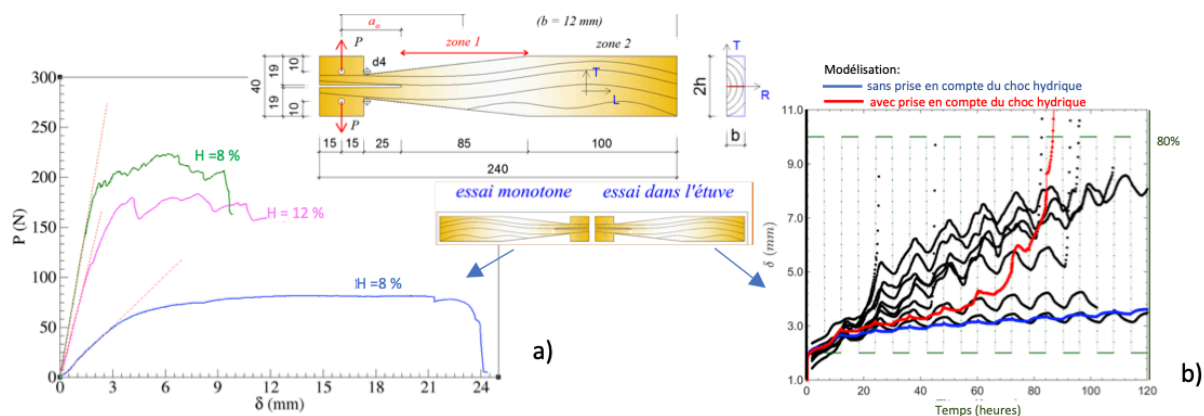 aₒ
(b = 12 mm)
P
zone 1
zone 2
d4
10
19
40
19
10
T
L
P
2h
T
R
b
15
15
25
85
100
240
300
250
200
150
100
50
0
P (N)
H =8 %
H = 12 %
H =8 %
0
3
6
9
12
15
18
21
24
δ (mm)
a)
essai monotone
essai dans l'étuve
Modélisation:
sans prise en compte du choc hydrique
avec prise en compte du choc hydrique
11.0
9.0
7.0
5.0
3.0
1.0
δ (mm)
80%
0
20
40
60
80
100
120
Temps (heures)
b)